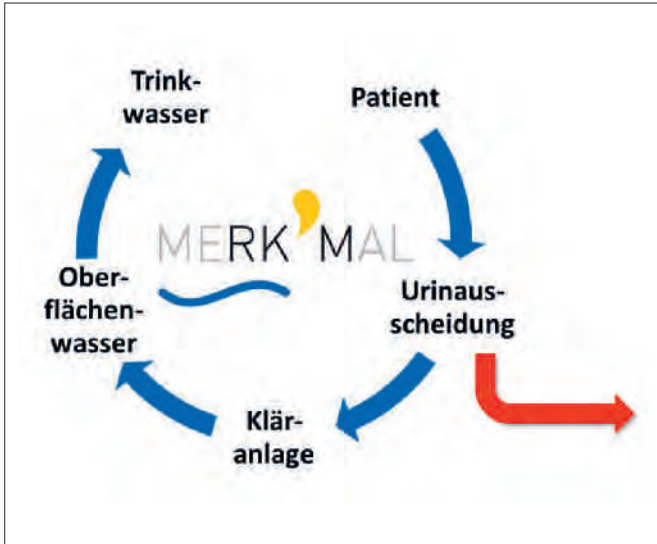 Trink-
wasser
Patient
MERK'MAL
Ober-
flächen-
wasser
Urinaus-
scheidung
Klär-
anlage